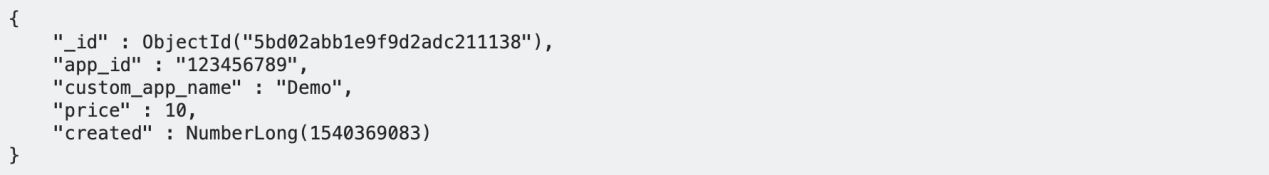 {
    "_id" : ObjectId("5bd02abb1e9f9d2adc211138"),
    "app_id" : "123456789",
    "custom_app_name" : "Demo",
    "price" : 10,
    "created" : NumberLong(1540369083)
}